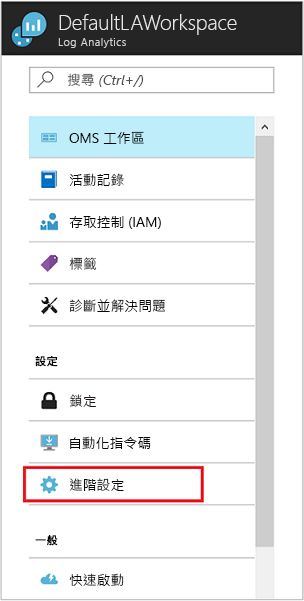 DefaultLAWorkspace
Log Analytics
搜尋 (Ctrl+/)
OMS 工作區
活動記錄
存取控制 (IAM)
標籤
診斷並解決問題
設定
鎖定
自動化指令碼
進階設定
一般
快速啟動